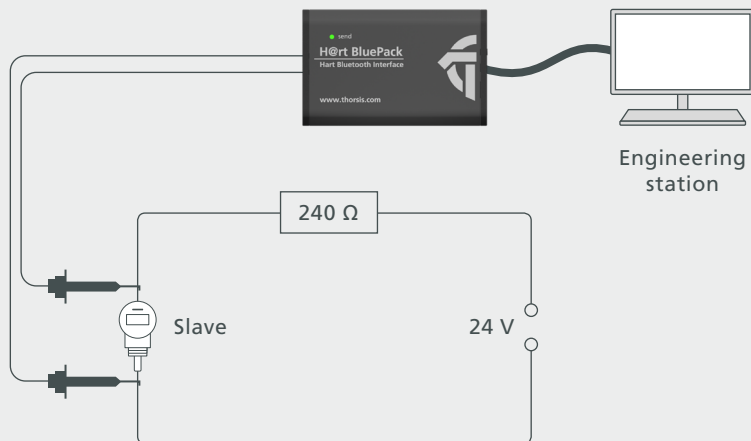 send
H@rt BluePack
Hart Bluetooth Interface
www.thorsis.com
Engineering
station
240 Ω
Slave
24 V